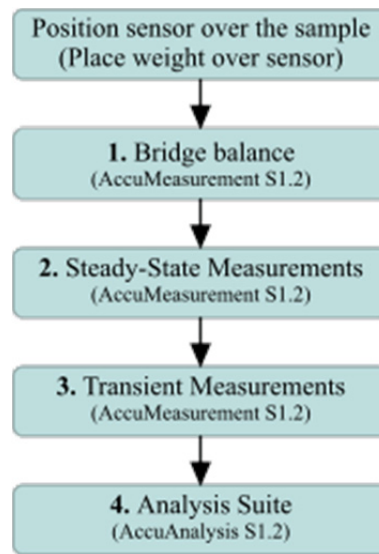 Position sensor over the sample
(Place weight over sensor)
1. Bridge balance
(AccuMeasurement S1.2)
2. Steady-State Measurements
(AccuMeasurement S1.2)
3. Transient Measurements
(AccuMeasurement S1.2)
4. Analysis Suite
(AccuAnalysis S1.2)